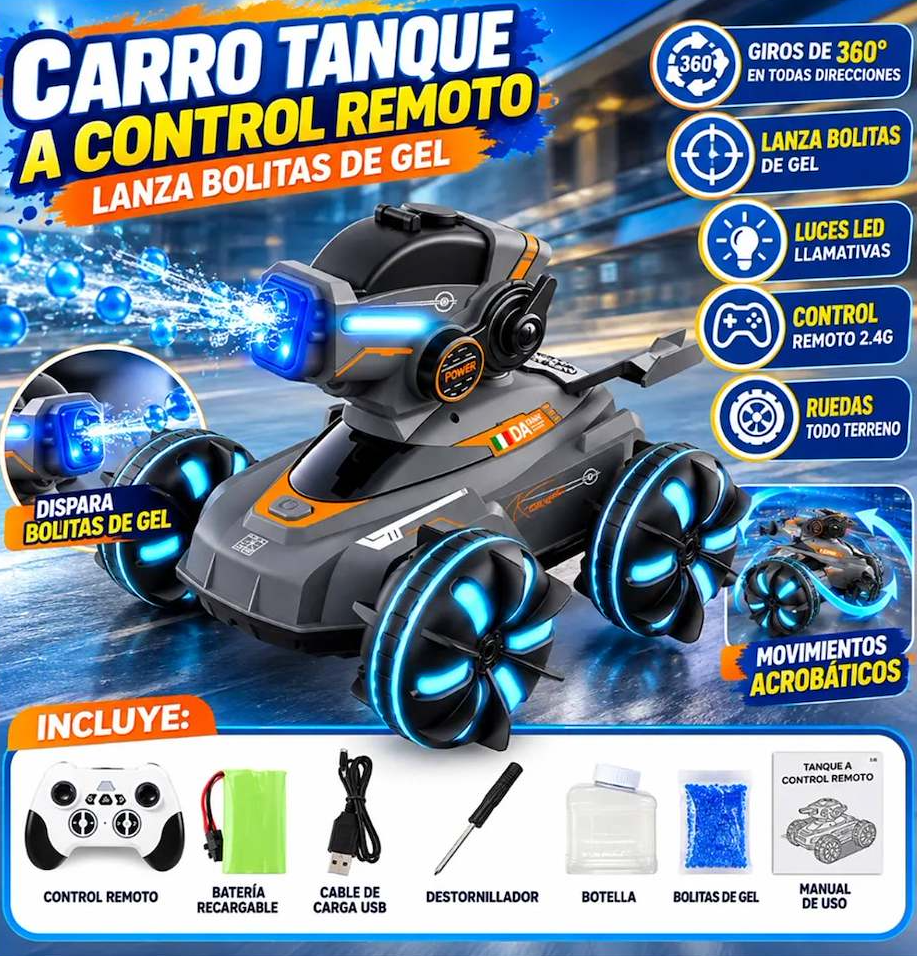 CARRO TANQUE
A CONTROL REMOTO
LANZA BOLITAS DE GEL
360°
GIROS DE 360°
EN TODAS DIRECCIONES
LANZA BOLITAS
DE GEL
LUCES LED
LLAMATIVAS
CONTROL
REMOTO 2.4G
RUEDAS
TODO TERRENO
POWER
DA
DISPARA
BOLITAS DE GEL
MOVIMIENTOS
ACROBÁTICOS
INCLUYE:
TANQUE A
CONTROL REMOTO
CONTROL REMOTO
BATERÍA
RECARGABLE
CABLE DE
CARGA USB
DESTORNILLADOR
BOTELLA
BOLITAS DE GEL
MANUAL
DE USO